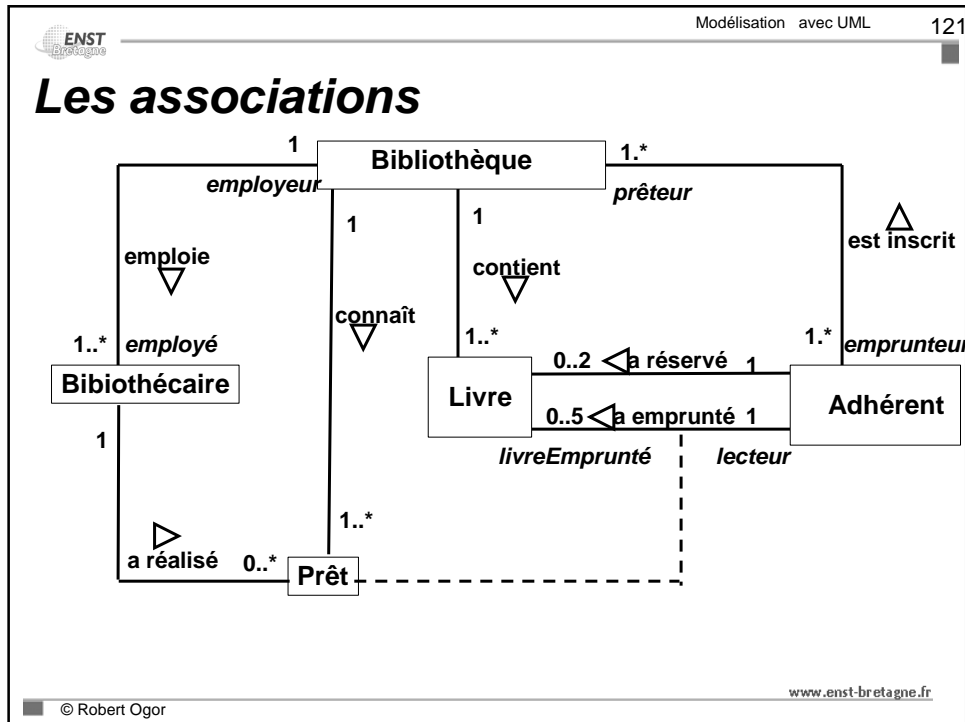 Modélisation avec UML 121
ENST
Bretagne
Les associations
1 Bibliothèque 1.*
employeur prêteur
1 1
est inscrit
emploie contient
connaît
1..* employé 1..* 1.* emprunteur
0..2 a réservé 1
Bibiothécaire Livre Adhérent
0..5 a emprunté 1
1
livreEmprunté lecteur
1..*
a réalisé 0..*
Prêt
www.enst-bretagne.fr
© Robert Ogor